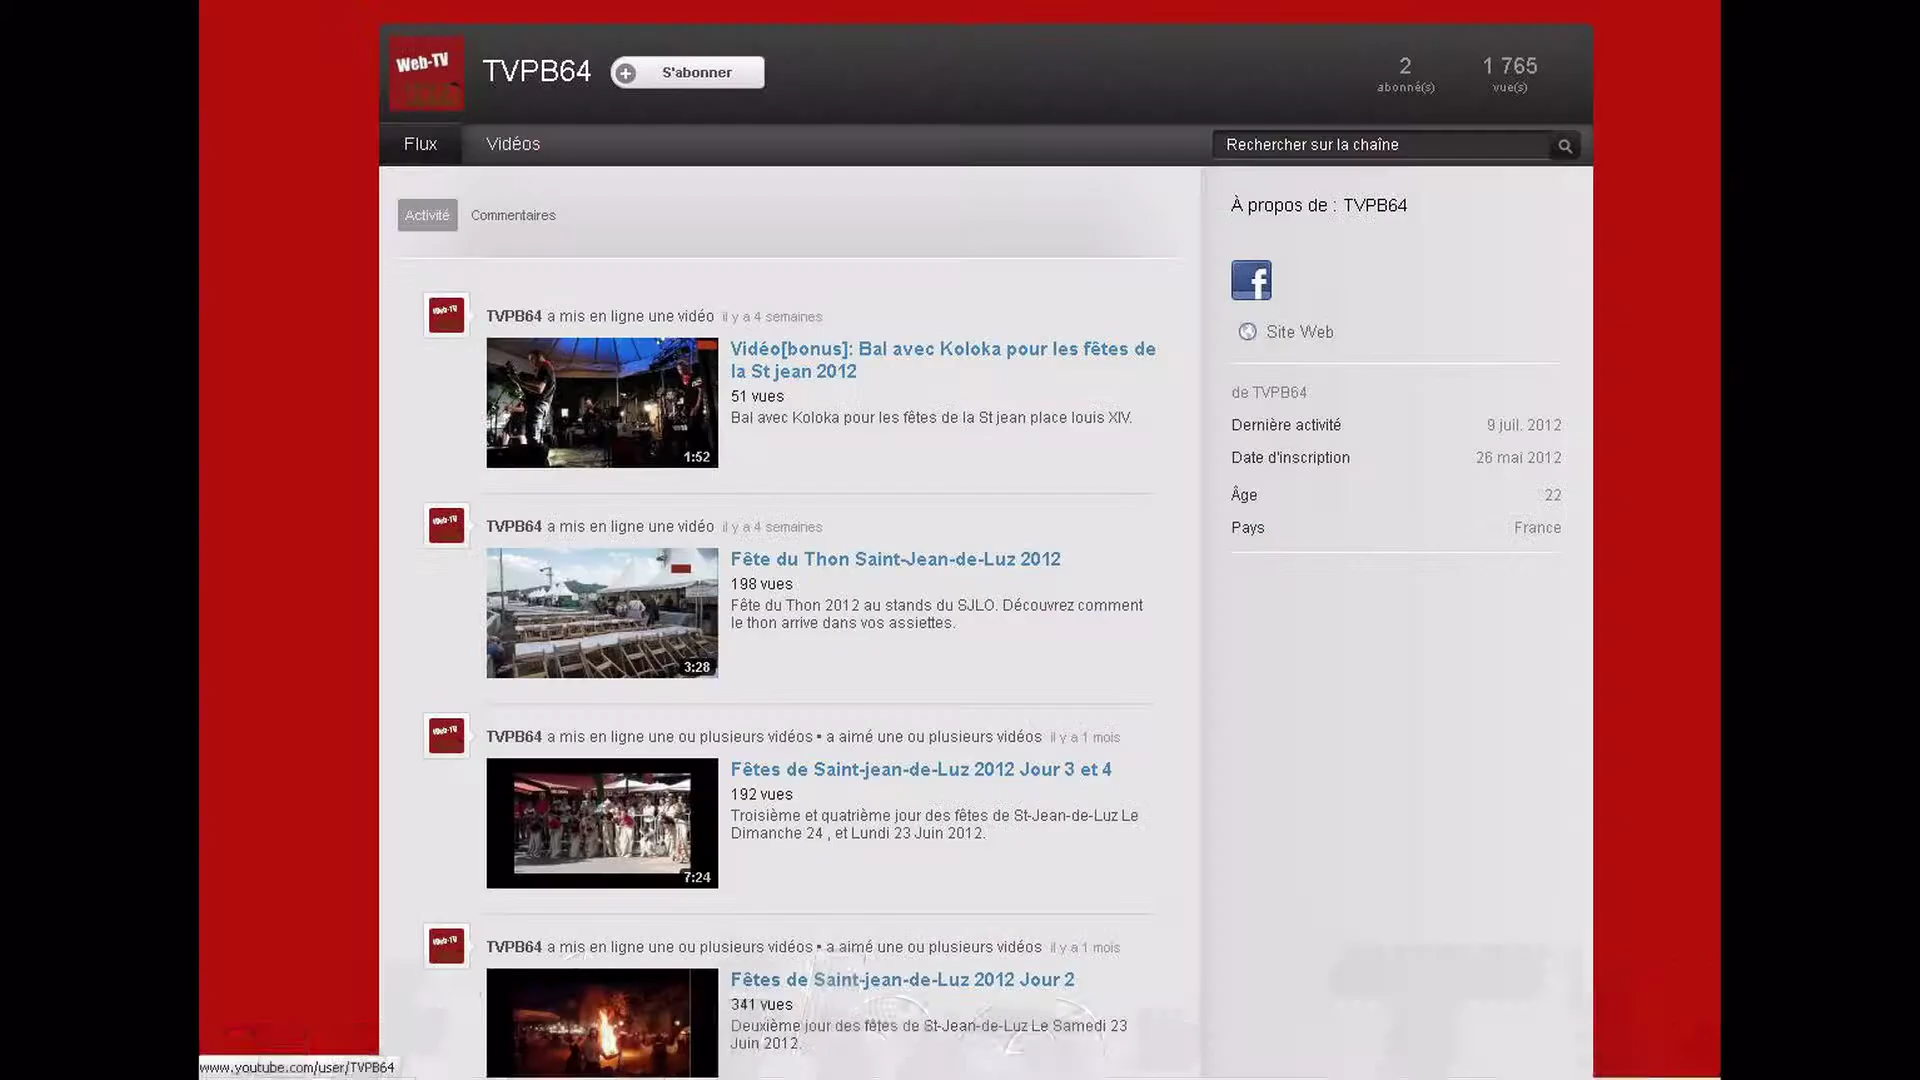 Web-TV
TVPB64
S'abonner
2
abonné(s)
1 765
vue(s)
Flux
Vidéos
Rechercher sur la chaîne
Activité
Commentaires
À propos de : TVPB64
Site Web
de TVPB64
Dernière activité
9 juil. 2012
Date d'inscription
26 mai 2012
Âge
22
Pays
France
Web-TV
TVPB64 a mis en ligne une vidéo il y a 4 semaines
Vidéo[bonus]: Bal avec Koloka pour les fêtes de
la St jean 2012
51 vues
Bal avec Koloka pour les fêtes de la St jean place louis XIV.
1:52
Web-TV
TVPB64 a mis en ligne une vidéo il y a 4 semaines
Fête du Thon Saint-Jean-de-Luz 2012
198 vues
Fête du Thon 2012 au stands du SJLO. Découvrez comment
le thon arrive dans vos assiettes.
3:28
Web-TV
TVPB64 a mis en ligne une ou plusieurs vidéos • a aimé une ou plusieurs vidéos il y a 1 mois
Fêtes de Saint-jean-de-Luz 2012 Jour 3 et 4
192 vues
Troisième et quatrième jour des fêtes de St-Jean-de-Luz Le
Dimanche 24 , et Lundi 23 Juin 2012.
7:24
Web-TV
TVPB64 a mis en ligne une ou plusieurs vidéos • a aimé une ou plusieurs vidéos il y a 1 mois
Fêtes de Saint-jean-de-Luz 2012 Jour 2
341 vues
Deuxième jour des fêtes de St-Jean-de-Luz Le Samedi 23
Juin 2012.
www.youtube.com/user/TVPB64